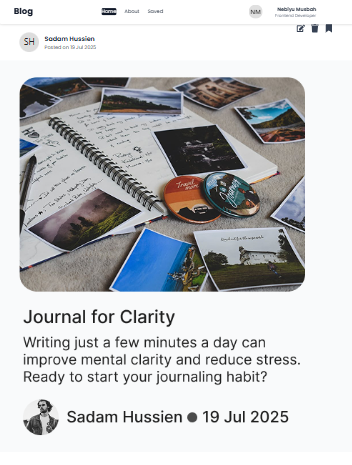 Blog
Home About Saved
NM
Nebiyu Musbah
Frontend Developer
SH
Sadam Hussien
Posted on 19 Jul 2025
Travel
Journey
Journal for Clarity
Writing just a few minutes a day can
improve mental clarity and reduce stress.
Ready to start your journaling habit?
Sadam Hussien ● 19 Jul 2025